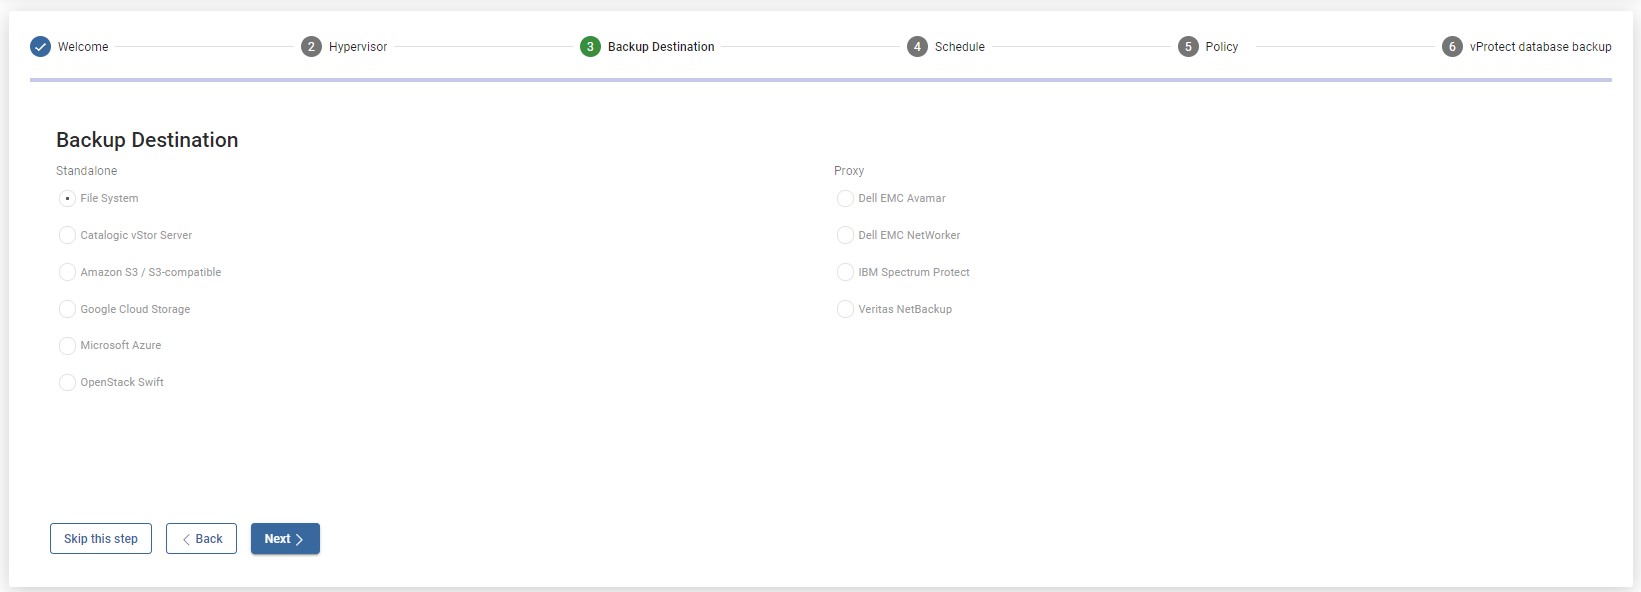 Welcome
2 Hypervisor
3 Backup Destination
4 Schedule
5 Policy
6 vProtect database backup
Backup Destination
Standalone
File System
Catalogic vStor Server
Amazon S3 / S3-compatible
Google Cloud Storage
Microsoft Azure
OpenStack Swift
Proxy
Dell EMC Avamar
Dell EMC NetWorker
IBM Spectrum Protect
Veritas NetBackup
Skip this step
Back
Next